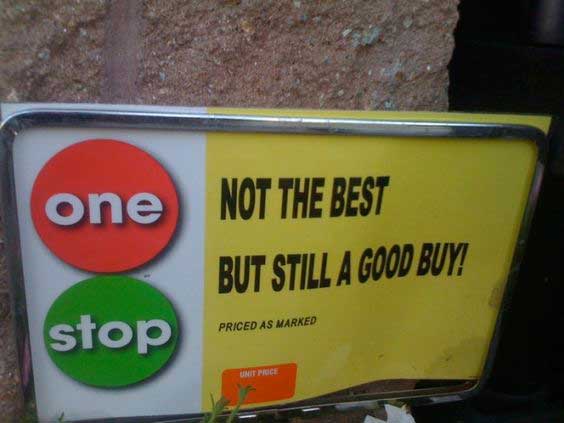 one
stop
NOT THE BEST
BUT STILL A GOOD BUY!
PRICED AS MARKED
UNIT PRICE